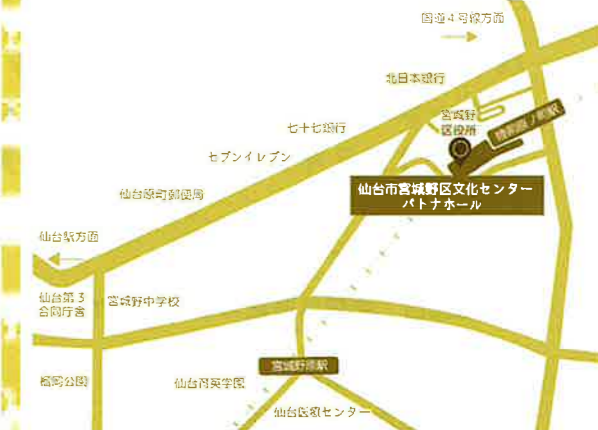 国道4号線方面
北日本銀行
宮城野
区役所
陸前原ノ町駅
七十七銀行
セブンイレブン
仙台原町郵便局
仙台市宮城野区文化センター
パトナホール
仙台駅方面
仙台第3
合同庁舎
宮城野中学校
宮城野原駅
榴岡公園
仙台育英学園
仙台医療センター